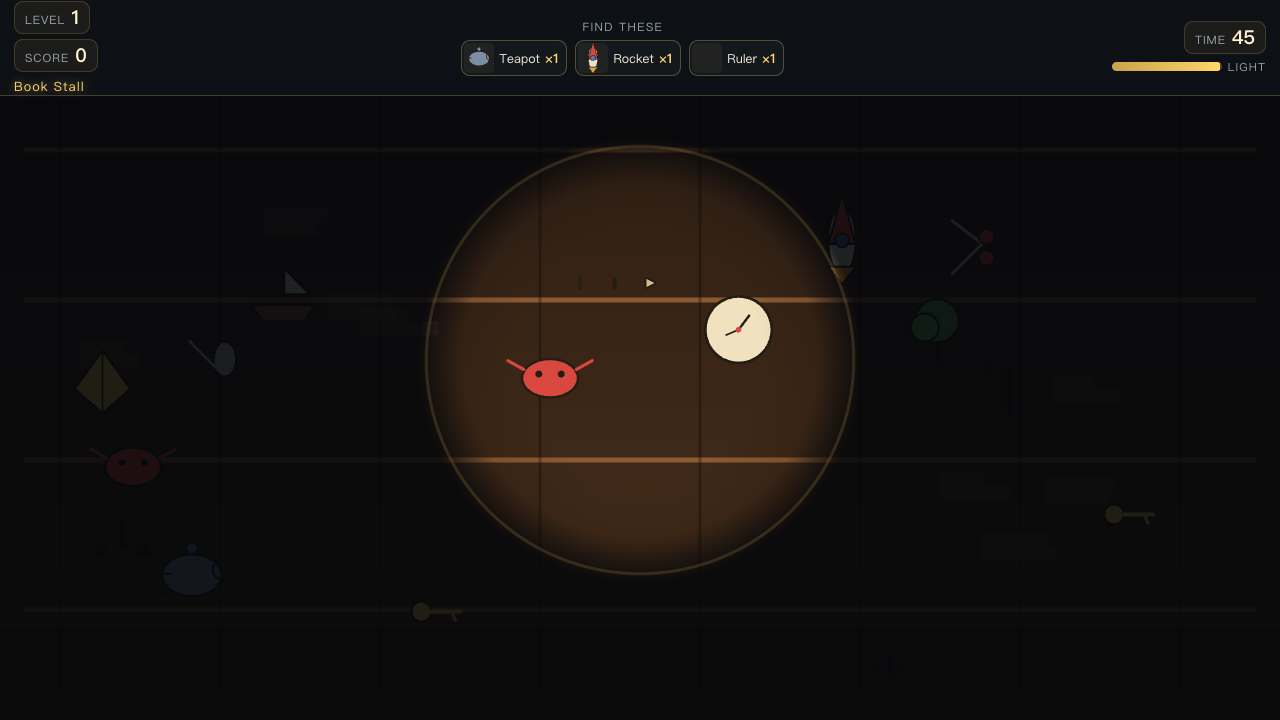 LEVEL 1
SCORE 0
Book Stall
FIND THESE
Teapot ×1
Rocket ×1
Ruler ×1
TIME 45
LIGHT